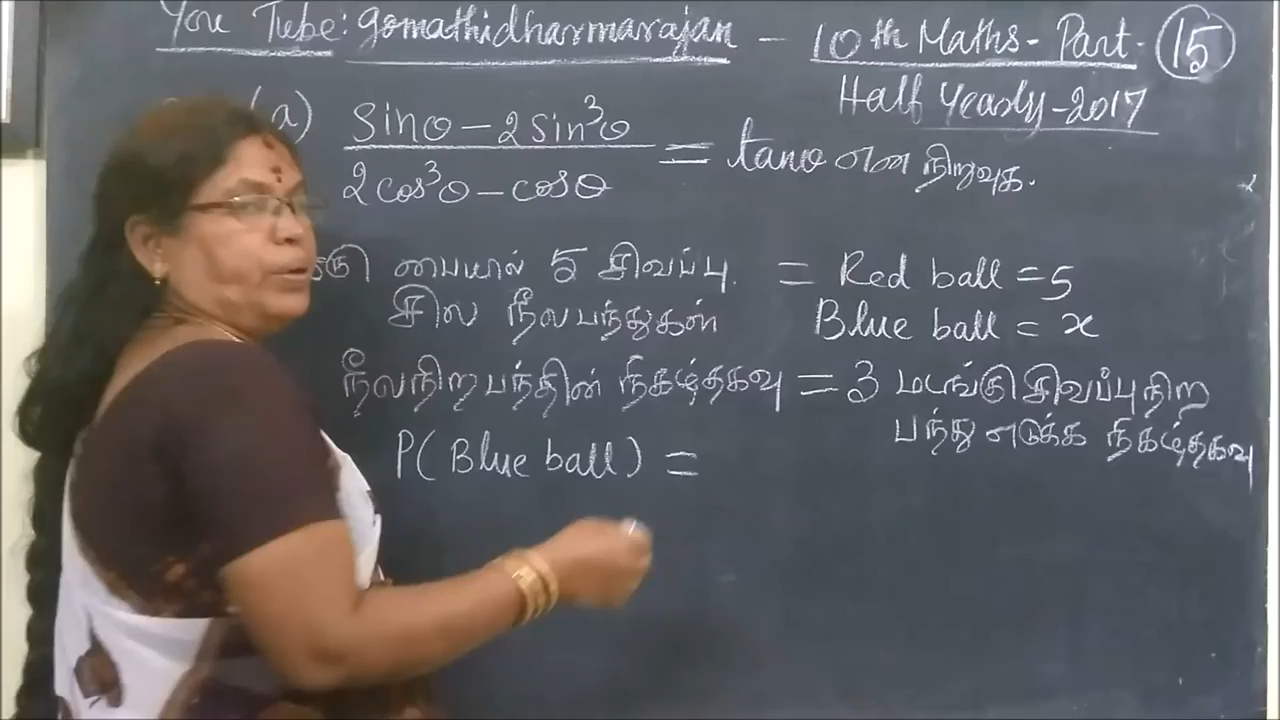 You Tube: gomathidharmarajan - 10th Maths - Part - 15
Half Yearly - 2017
(a) sinθ - 2sin³θ / 2cos³θ - cosθ = tanθ என நிறுவுக.
பையில் 5 சிவப்பு. = Red ball = 5
சில நீலபந்துகள் Blue ball = x
நீலநிற பந்தின் நிகழ்தகவு = 3 மடங்கு சிவப்பு நிற
பந்து எடுக்க நிகழ்தகவு
P(Blue ball) =